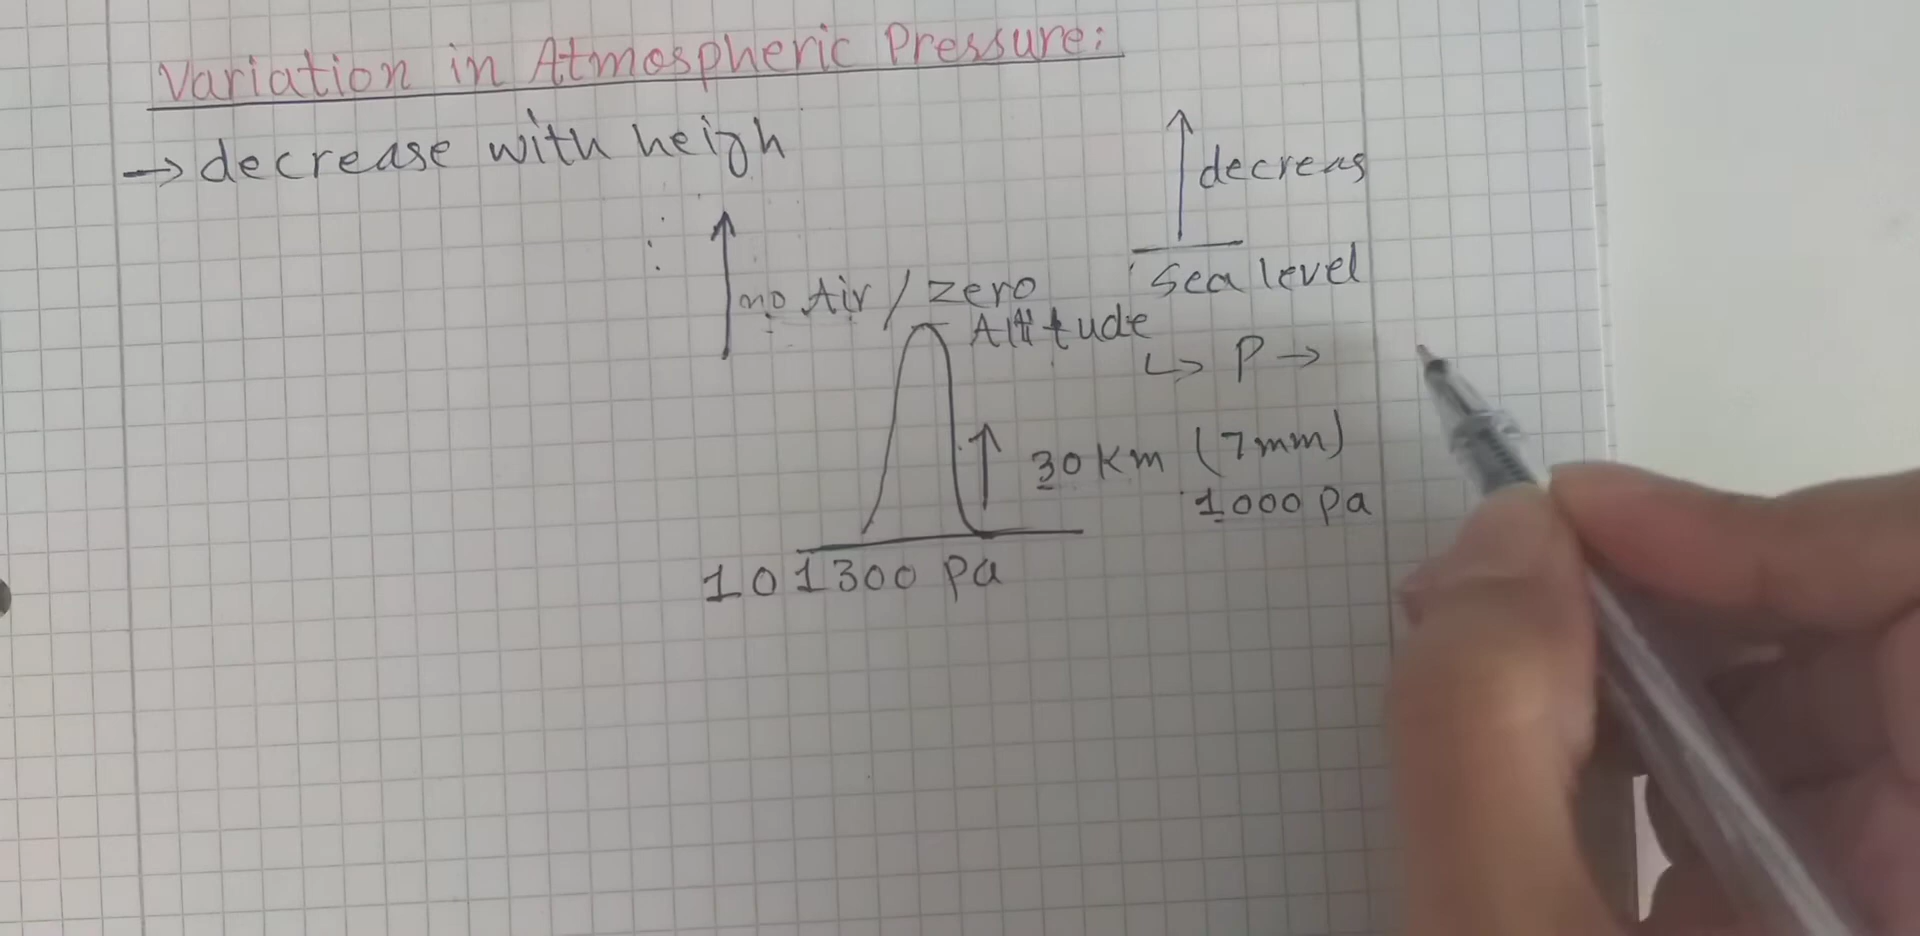 Variation in Atmospheric Pressure:
→ decrease with heigh
decreas
sea level
no Air / zero
Altitude
↳ P →
30 Km (7mm)
1000 pa
101300 pa